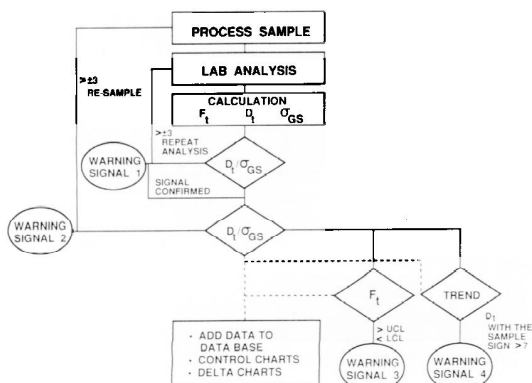 PROCESS SAMPLE
LAB ANALYSIS
CALCULATION
Ft Dt σGS
>±3
RE-SAMPLE
>±3
REPEAT
ANALYSIS
WARNING
SIGNAL 1
Dt/σGS
SIGNAL
CONFIRMED
WARNING
SIGNAL 2
Dt/σGS
Ft
TREND
> UCL
< LCL
Dt
WITH THE
SAMPLE
SIGN >7
· ADD DATA TO
DATA BASE
· CONTROL CHARTS
· DELTA CHARTS
WARNING
SIGNAL 3
WARNING
SIGNAL 4